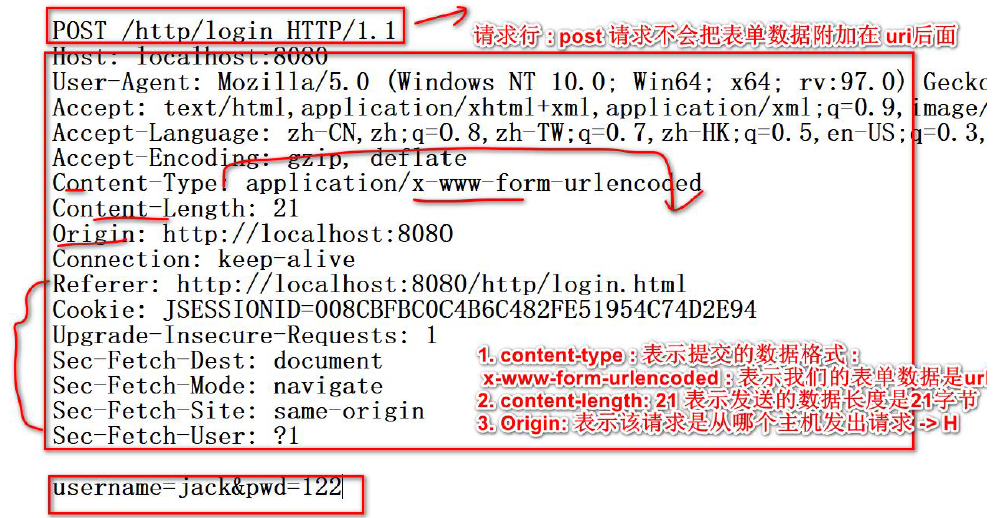 POST /http/login HTTP/1.1
请求行 : post 请求不会把表单数据附加在 uri后面
Host: localhost:8080
User-Agent: Mozilla/5.0 (Windows NT 10.0; Win64; x64; rv:97.0) Gecko
Accept: text/html,application/xhtml+xml,application/xml;q=0.9,image/
Accept-Language: zh-CN,zh;q=0.8,zh-TW;q=0.7,zh-HK;q=0.5,en-US;q=0.3,
Accept-Encoding: gzip, deflate
Content-Type: application/x-www-form-urlencoded
Content-Length: 21
Origin: http://localhost:8080
Connection: keep-alive
Referer: http://localhost:8080/http/login.html
Cookie: JSESSIONID=008CBFBC0C4B6C482FE51954C74D2E94
Upgrade-Insecure-Requests: 1
Sec-Fetch-Dest: document
Sec-Fetch-Mode: navigate
Sec-Fetch-Site: same-origin
Sec-Fetch-User: ?1
1. content-type : 表示提交的数据格式 :
x-www-form-urlencoded : 表示我们的表单数据是url
2. content-length: 21 表示发送的数据长度是21字节
3. Origin: 表示该请求是从哪个主机发出请求 -> H
username=jack&pwd=122